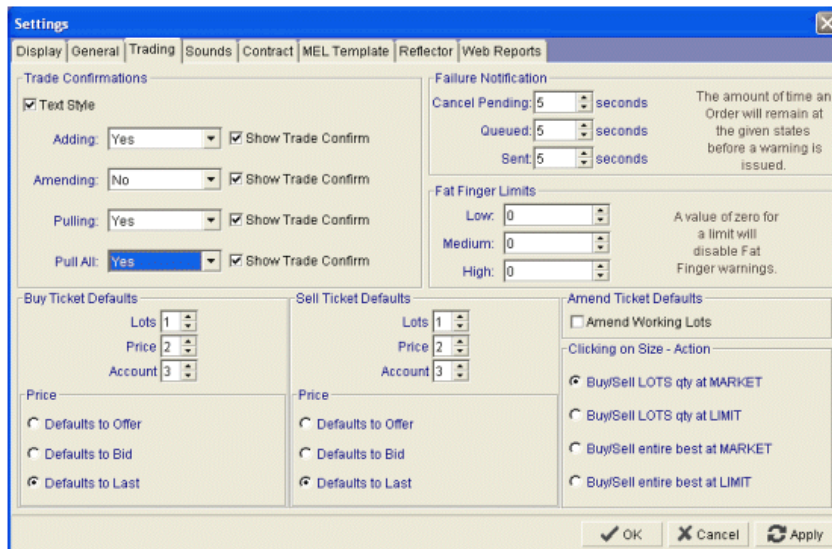 Settings
Display General Trading Sounds Contract MEL Template Reflector Web Reports
Trade Confirmations
Text Style
Adding: Yes Show Trade Confirm
Amending: No Show Trade Confirm
Pulling: Yes Show Trade Confirm
Pull All: Yes Show Trade Confirm
Failure Notification
Cancel Pending: 5 seconds
Queued: 5 seconds
Sent: 5 seconds
The amount of time an
Order will remain at
the given states
before a warning is
issued.
Fat Finger Limits
Low: 0
Medium: 0
High: 0
A value of zero for
a limit will
disable Fat
Finger warnings.
Buy Ticket Defaults
Lots 1
Price 2
Account 3
Price
Defaults to Offer
Defaults to Bid
Defaults to Last
Sell Ticket Defaults
Lots 1
Price 2
Account 3
Price
Defaults to Offer
Defaults to Bid
Defaults to Last
Amend Ticket Defaults
Amend Working Lots
Clicking on Size - Action
Buy/Sell LOTS qty at MARKET
Buy/Sell LOTS qty at LIMIT
Buy/Sell entire best at MARKET
Buy/Sell entire best at LIMIT
OK Cancel Apply